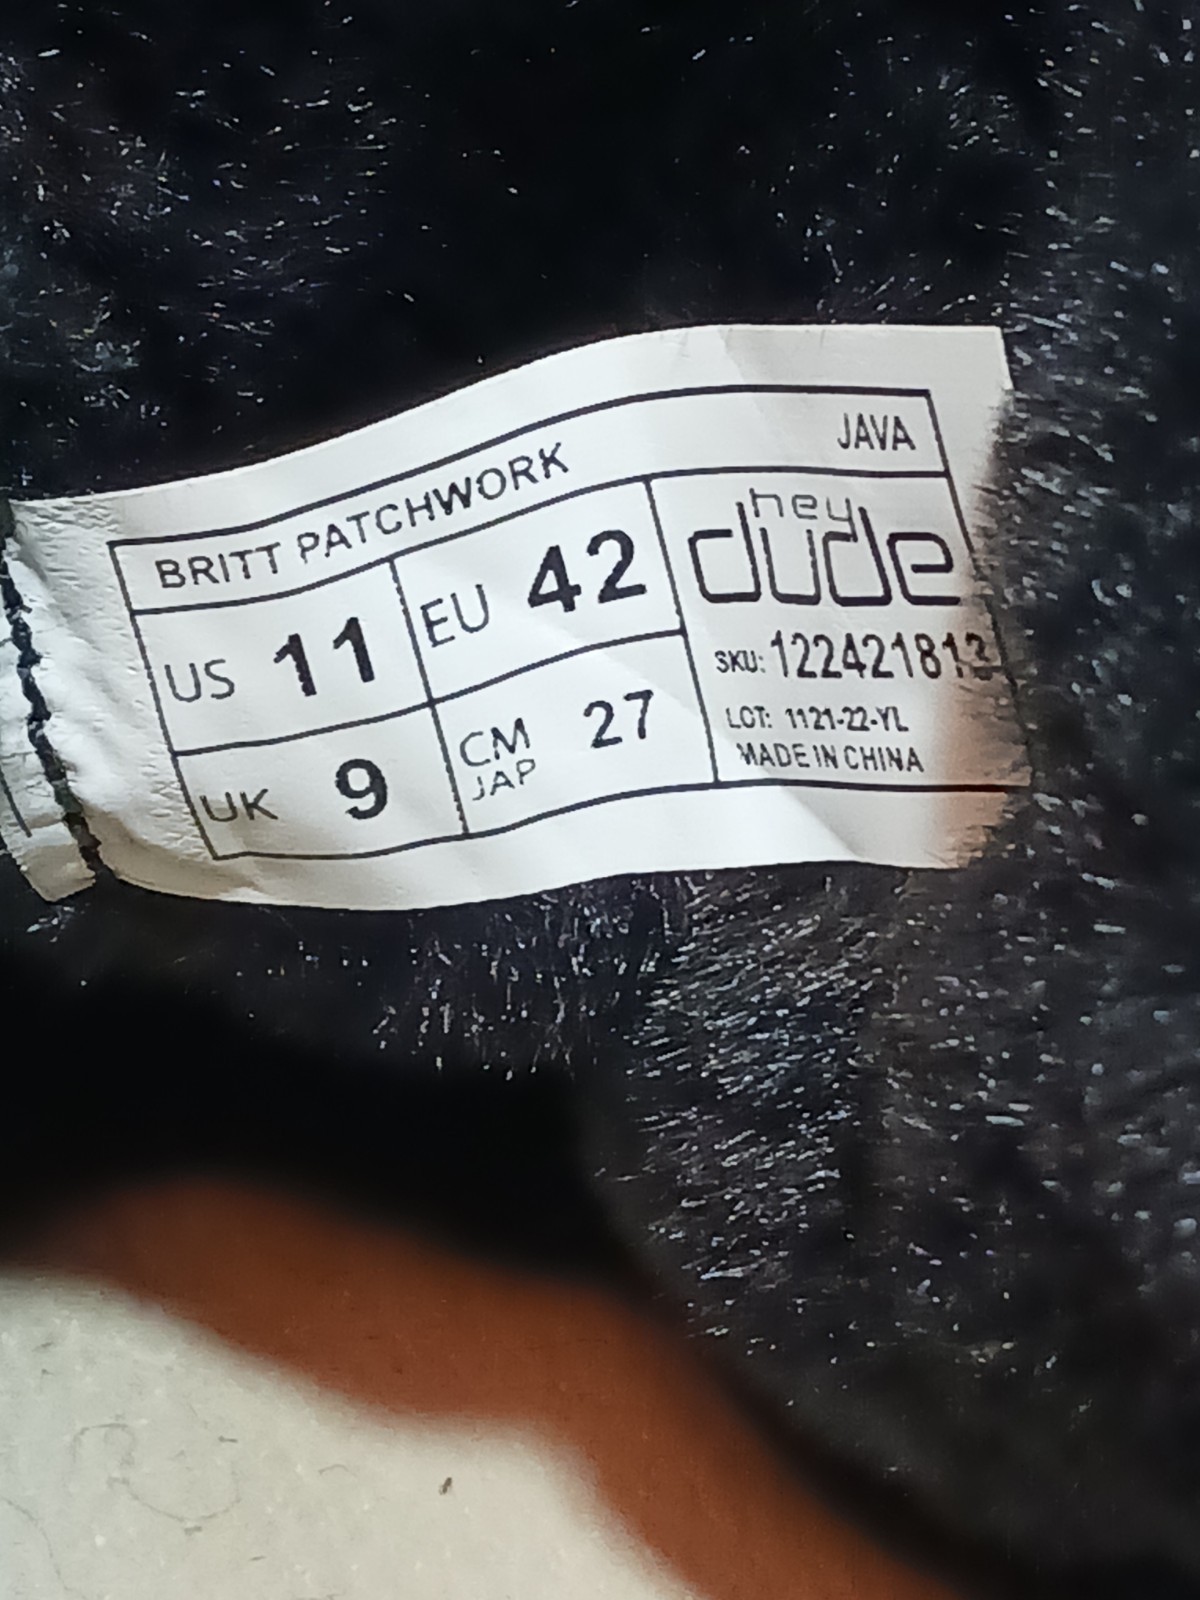 BRITT PATCHWORK JAVA
US 11
EU 42
UK 9
CM 27
JAP
hey
dude
SKU: 122421813
LOT: 1121-22-YL
MADE IN CHINA